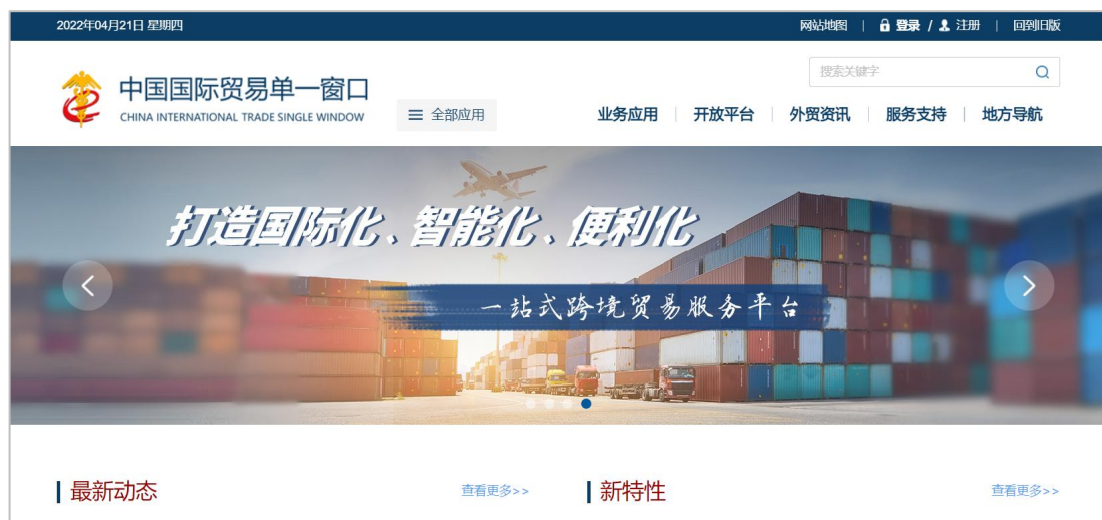 2022年04月21日 星期四
网站地图 | 登录 / 注册 | 回到旧版
搜索关键字
中国国际贸易单一窗口
CHINA INTERNATIONAL TRADE SINGLE WINDOW
全部应用
业务应用 | 开放平台 | 外贸资讯 | 服务支持 | 地方导航
打造国际化、智能化、便利化
一站式跨境贸易服务平台
最新动态 查看更多>>
新特性 查看更多>>